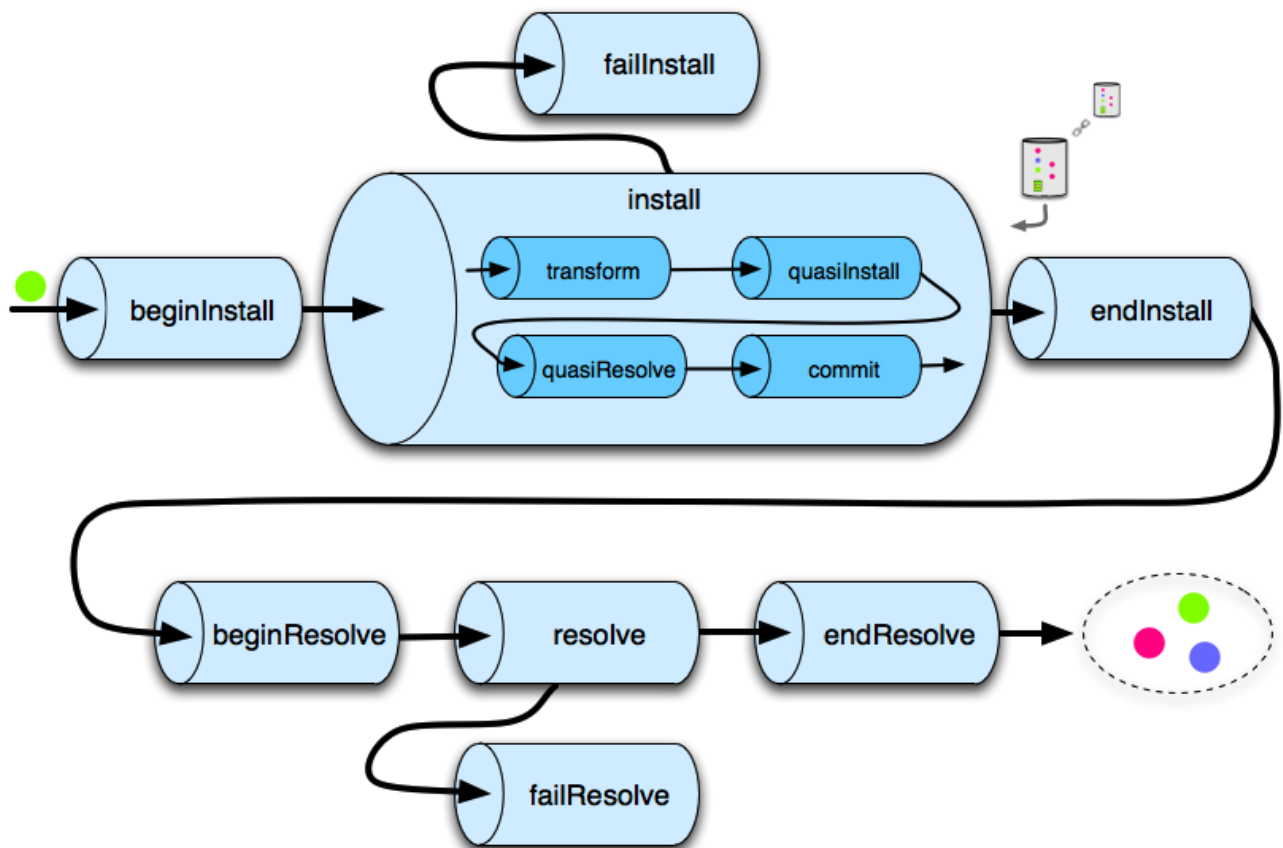 failInstall
install
transform
quasiInstall
beginInstall
endInstall
quasiResolve
commit
beginResolve
resolve
endResolve
failResolve